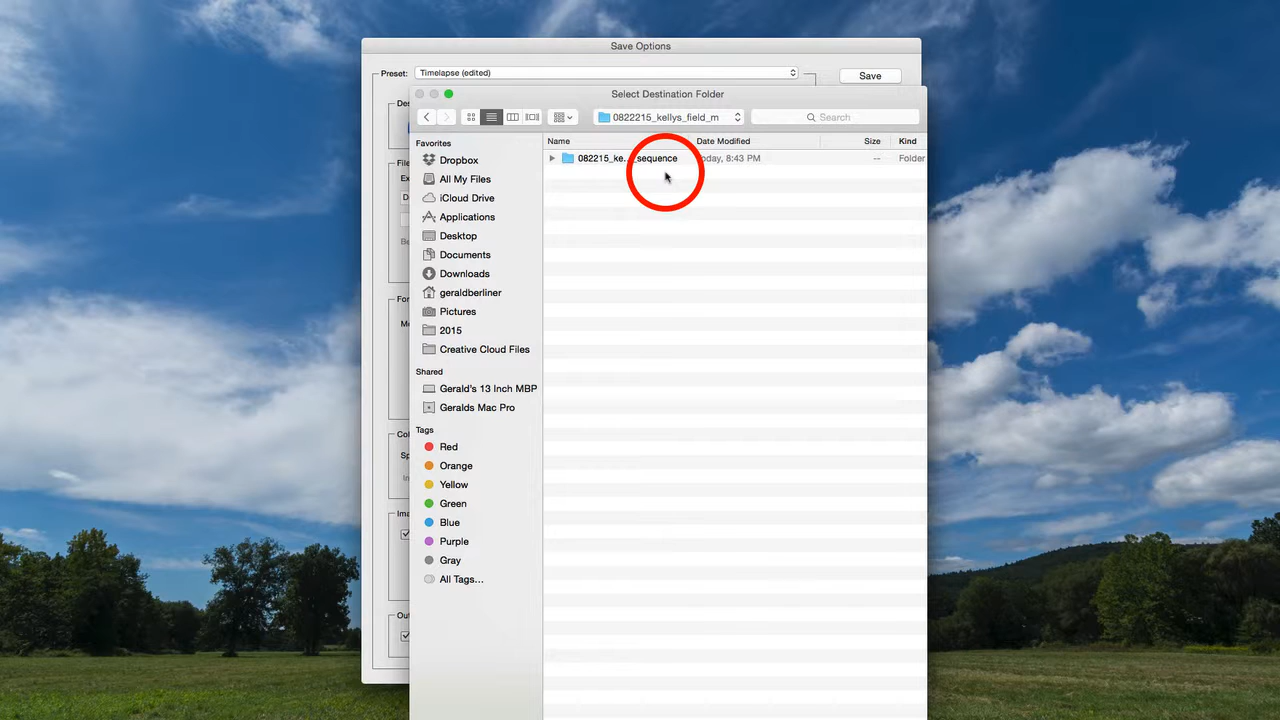 Save Options
Preset: Timelapse (edited) Save
Select Destination Folder
0822215_kellys_field_m Search
Favorites
Dropbox
All My Files
iCloud Drive
Applications
Desktop
Documents
Downloads
geraldberliner
Pictures
2015
Creative Cloud Files
Shared
Gerald's 13 Inch MBP
Geralds Mac Pro
Tags
Red
Orange
Yellow
Green
Blue
Purple
Gray
All Tags...
Name Date Modified Size Kind
082215_ke..._sequence oday, 8:43 PM -- Folder